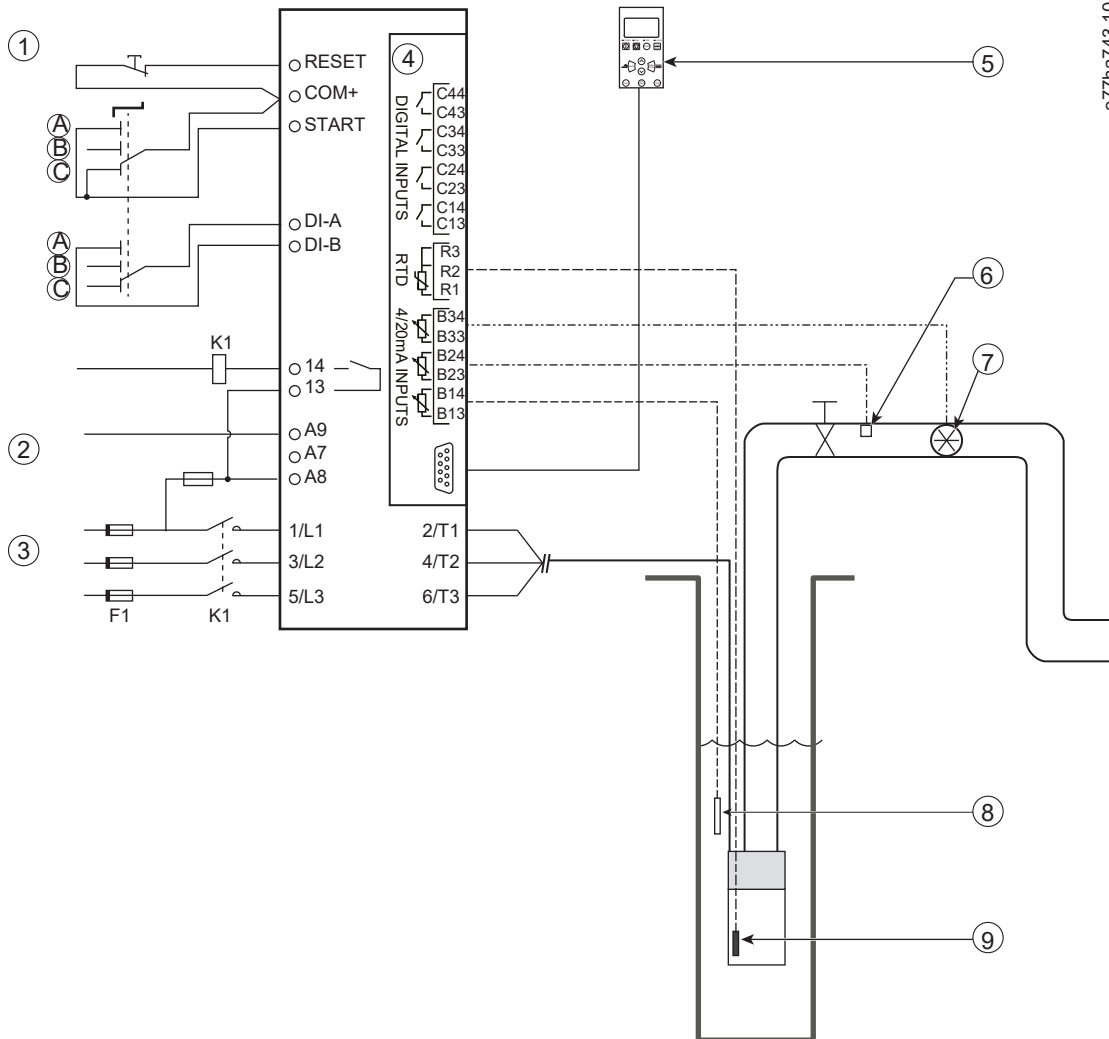 1
RESET
COM+
START
A
B
C
DI-A
DI-B
A
B
C
K1
14
13
2
A9
A7
A8
3
1/L1
3/L2
5/L3
F1
K1
2/T1
4/T2
6/T3
4
DIGITAL INPUTS
C44
C43
C34
C33
C24
C23
C14
C13
RTD
R3
R2
R1
4/20mA INPUTS
B34
B33
B24
B23
B14
B13
5
6
7
8
9